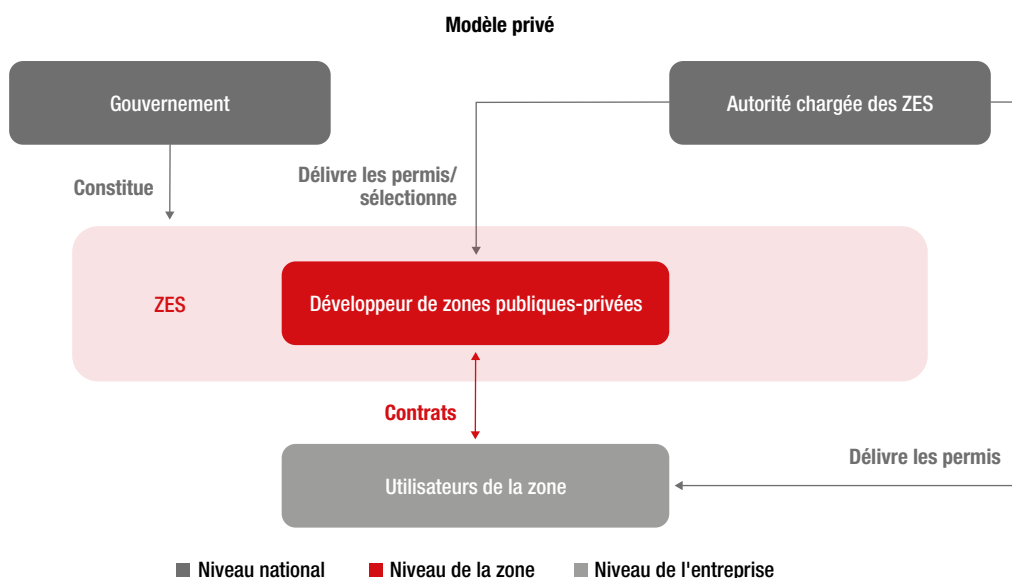 Modèle privé
Gouvernement
Autorité chargée des ZES
Constitue
Délivre les permis/
sélectionne
ZES
Développeur de zones publiques-privées
Contrats
Utilisateurs de la zone
Délivre les permis
Niveau national
Niveau de la zone
Niveau de l'entreprise